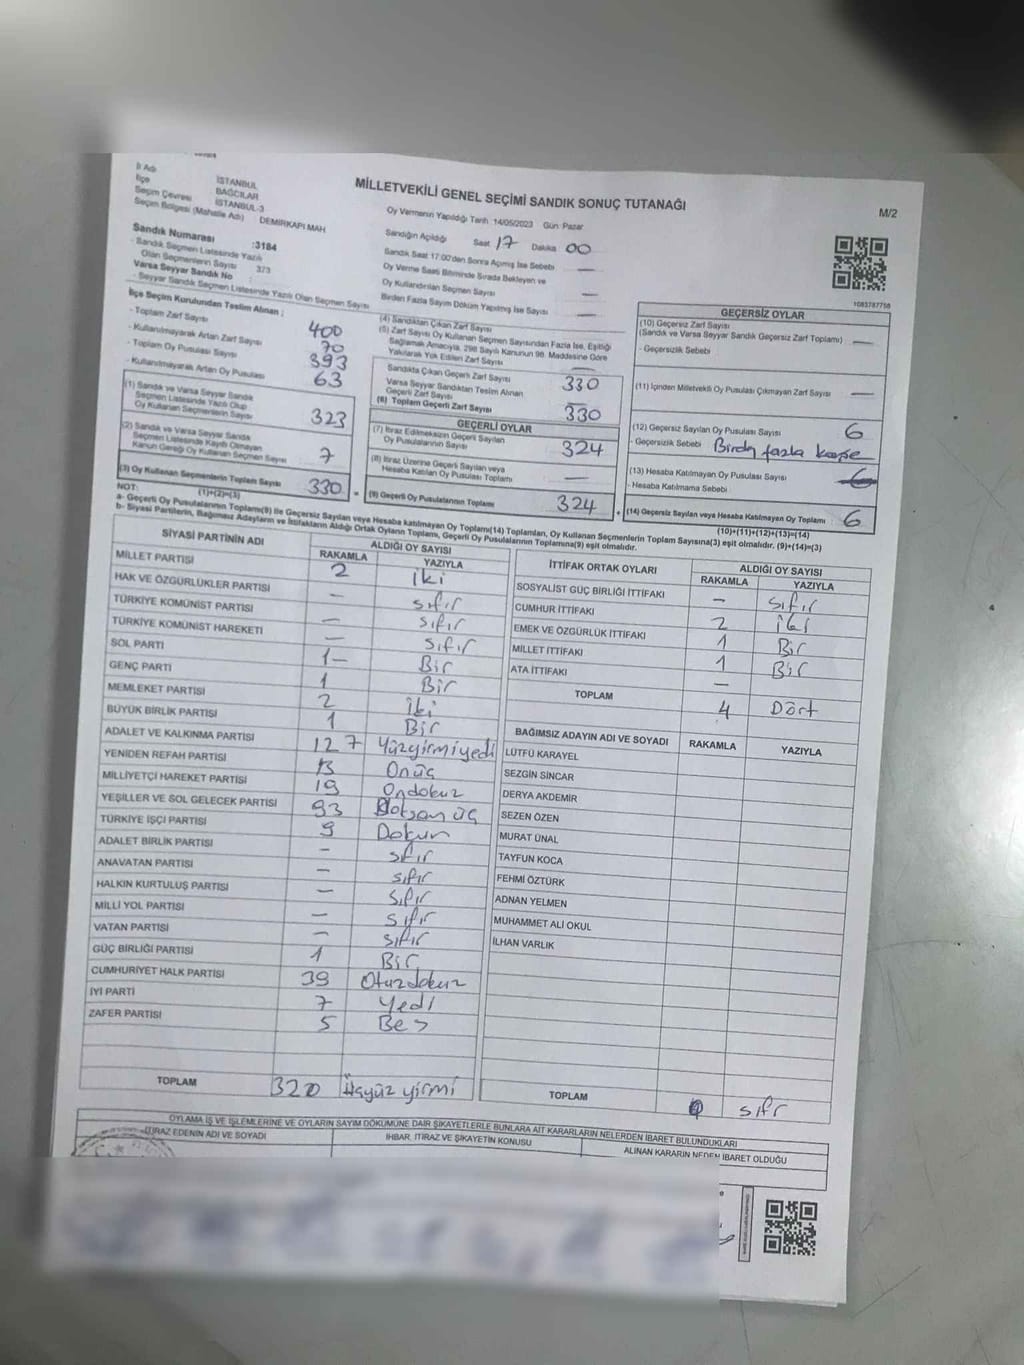 İl Adı İSTANBUL
İlçe BAĞCILAR
Seçim Çevresi İSTANBUL-3
Seçim Bölgesi (Mahalle Adı) DEMİRKAPI MAH
Sandık Numarası :3184
- Sandık Seçmen Listesinde Yazılı
Olan Seçmenlerin Sayısı 373
Varsa Seyyar Sandık No
- Seyyar Sandık Seçmen Listesinde Yazılı Olan Seçmen Sayısı
MİLLETVEKİLİ GENEL SEÇİMİ SANDIK SONUÇ TUTANAĞI
M/2
Oy Vermenin Yapıldığı Tarih 14/05/2023 Gün: Pazar
Sandığın Açıldığı Saat 17 Dakika 00
Sandık Saat 17:00'den Sonra Açılmış İse Sebebi —
Oy Verme Saati Bitiminde Sırada Bekleyen ve
Oy Kullandırılan Seçmen Sayısı —
Birden Fazla Sayım Döküm Yapılmış İse Sayısı —
1083787758
İlçe Seçim Kurulundan Teslim Alınan ;
- Toplam Zarf Sayısı 400
- Kullanılmayarak Artan Zarf Sayısı 70
- Toplam Oy Pusulası Sayısı 393
- Kullanılmayarak Artan Oy Pusulası 63
(1) Sandık ve Varsa Seyyar Sandık
Seçmen Listesinde Yazılı Olup
Oy Kullanan Seçmenlerin Sayısı 323
(2) Sandık ve Varsa Seyyar Sandık
Seçmen Listesinde Kayıtlı Olmayan
Kanun Gereği Oy Kullanan Seçmen Sayısı 7
(3) Oy Kullanan Seçmenlerin Toplam Sayısı 330
(1)+(2)=(3)
(4) Sandıktan Çıkan Zarf Sayısı
(5) Zarf Sayısı Oy Kullanan Seçmen Sayısından Fazla İse, Eşitliği
Sağlamak Amacıyla, 298 Sayılı Kanunun 98. Maddesine Göre
Yakılarak Yok Edilen Zarf Sayısı —
Sandıkta Çıkan Geçerli Zarf Sayısı 330
Varsa Seyyar Sandıktan Teslim Alınan
Geçerli Zarf Sayısı —
(6) Toplam Geçerli Zarf Sayısı 330
GEÇERLİ OYLAR
(7) İtiraz Edilmeksizin Geçerli Sayılan
Oy Pusulasının Sayısı 324
(8) İtiraz Üzerine Geçerli Sayılan veya
Hesaba Katılan Oy Pusulası Toplamı —
(9) Geçerli Oy Pusulalarının Toplamı 324
GEÇERSİZ OYLAR
(10) Geçersiz Zarf Sayısı
(Sandık ve Varsa Seyyar Sandık Geçersiz Zarf Toplamı) —
- Geçersizlik Sebebi
(11) İçinden Milletvekili Oy Pusulası Çıkmayan Zarf Sayısı —
(12) Geçersiz Sayılan Oy Pusulası Sayısı 6
- Geçersizlik Sebebi Birden fazla kaşe
(13) Hesaba Katılmayan Oy Pusulası Sayısı
- Hesaba Katılmama Sebebi
(14) Geçersiz Sayılan veya Hesaba Katılmayan Oy Toplamı 6
(10)+(11)+(12)+(13)=(14)
NOT:
a- Geçerli Oy Pusulalarının Toplamı(9) ile Geçersiz Sayılan veya Hesaba katılmayan Oy Toplamı(14) Toplamları, Oy Kullanan Seçmenlerin Toplam Sayısına(3) eşit olmalıdır. (9)+(14)=(3)
b- Siyasi Partilerin, Bağımsız Adayların ve İttifakların Aldığı Ortak Oyların Toplamı, Geçerli Oy Pusulalarının Toplamına(9) eşit olmalıdır.
SİYASİ PARTİNİN ADI ALDIĞI OY SAYISI
RAKAMLA YAZIYLA
MİLLET PARTİSİ 2 iki
HAK VE ÖZGÜRLÜKLER PARTİSİ — sıfır
TÜRKİYE KOMÜNİST PARTİSİ — sıfır
TÜRKİYE KOMÜNİST HAREKETİ — sıfır
SOL PARTİ 1— Bir
GENÇ PARTİ 1 Bir
MEMLEKET PARTİSİ 2 iki
BÜYÜK BİRLİK PARTİSİ 1 Bir
ADALET VE KALKINMA PARTİSİ 127 Yüzyirmiyedi
YENİDEN REFAH PARTİSİ 13 Onüç
MİLLİYETÇİ HAREKET PARTİSİ 19 Ondokuz
YEŞİLLER VE SOL GELECEK PARTİSİ 93 Doksan üç
TÜRKİYE İŞÇİ PARTİSİ 9 Dokuz
ADALET BİRLİK PARTİSİ — sıfır
ANAVATAN PARTİSİ — sıfır
HALKIN KURTULUŞ PARTİSİ — sıfır
MİLLİ YOL PARTİSİ — sıfır
VATAN PARTİSİ — sıfır
GÜÇ BİRLİĞİ PARTİSİ 1 Bir
CUMHURİYET HALK PARTİSİ 39 Otuzdokuz
İYİ PARTİ 7 Yedi
ZAFER PARTİSİ 5 Beş
TOPLAM 320 Üçyüz yirmi
İTTİFAK ORTAK OYLARI ALDIĞI OY SAYISI
RAKAMLA YAZIYLA
SOSYALİST GÜÇ BİRLİĞİ İTTİFAKI — sıfır
CUMHUR İTTİFAKI 2 iki
EMEK VE ÖZGÜRLÜK İTTİFAKI 1 Bir
MİLLET İTTİFAKI 1 Bir
ATA İTTİFAKI —
TOPLAM 4 Dört
BAĞIMSIZ ADAYIN ADI VE SOYADI RAKAMLA YAZIYLA
LÜTFÜ KARAYEL
SEZGİN SİNCAR
DERYA AKDEMİR
SEZEN ÖZEN
MURAT ÜNAL
TAYFUN KOCA
FEHMİ ÖZTÜRK
ADNAN YELMEN
MUHAMMET ALİ OKUL
İLHAN VARLIK
TOPLAM sıfır
OYLAMA İŞ VE İŞLEMLERİNE VE OYLARIN SAYIM DÖKÜMÜNE DAİR ŞİKAYETLERLE BUNLARA AİT KARARLARIN NELERDEN İBARET BULUNDUKLARI
İTİRAZ EDENİN ADI VE SOYADI İHBAR, İTİRAZ VE ŞİKAYETİN KONUSU ALINAN KARARIN NEDEN İBARET OLDUĞU